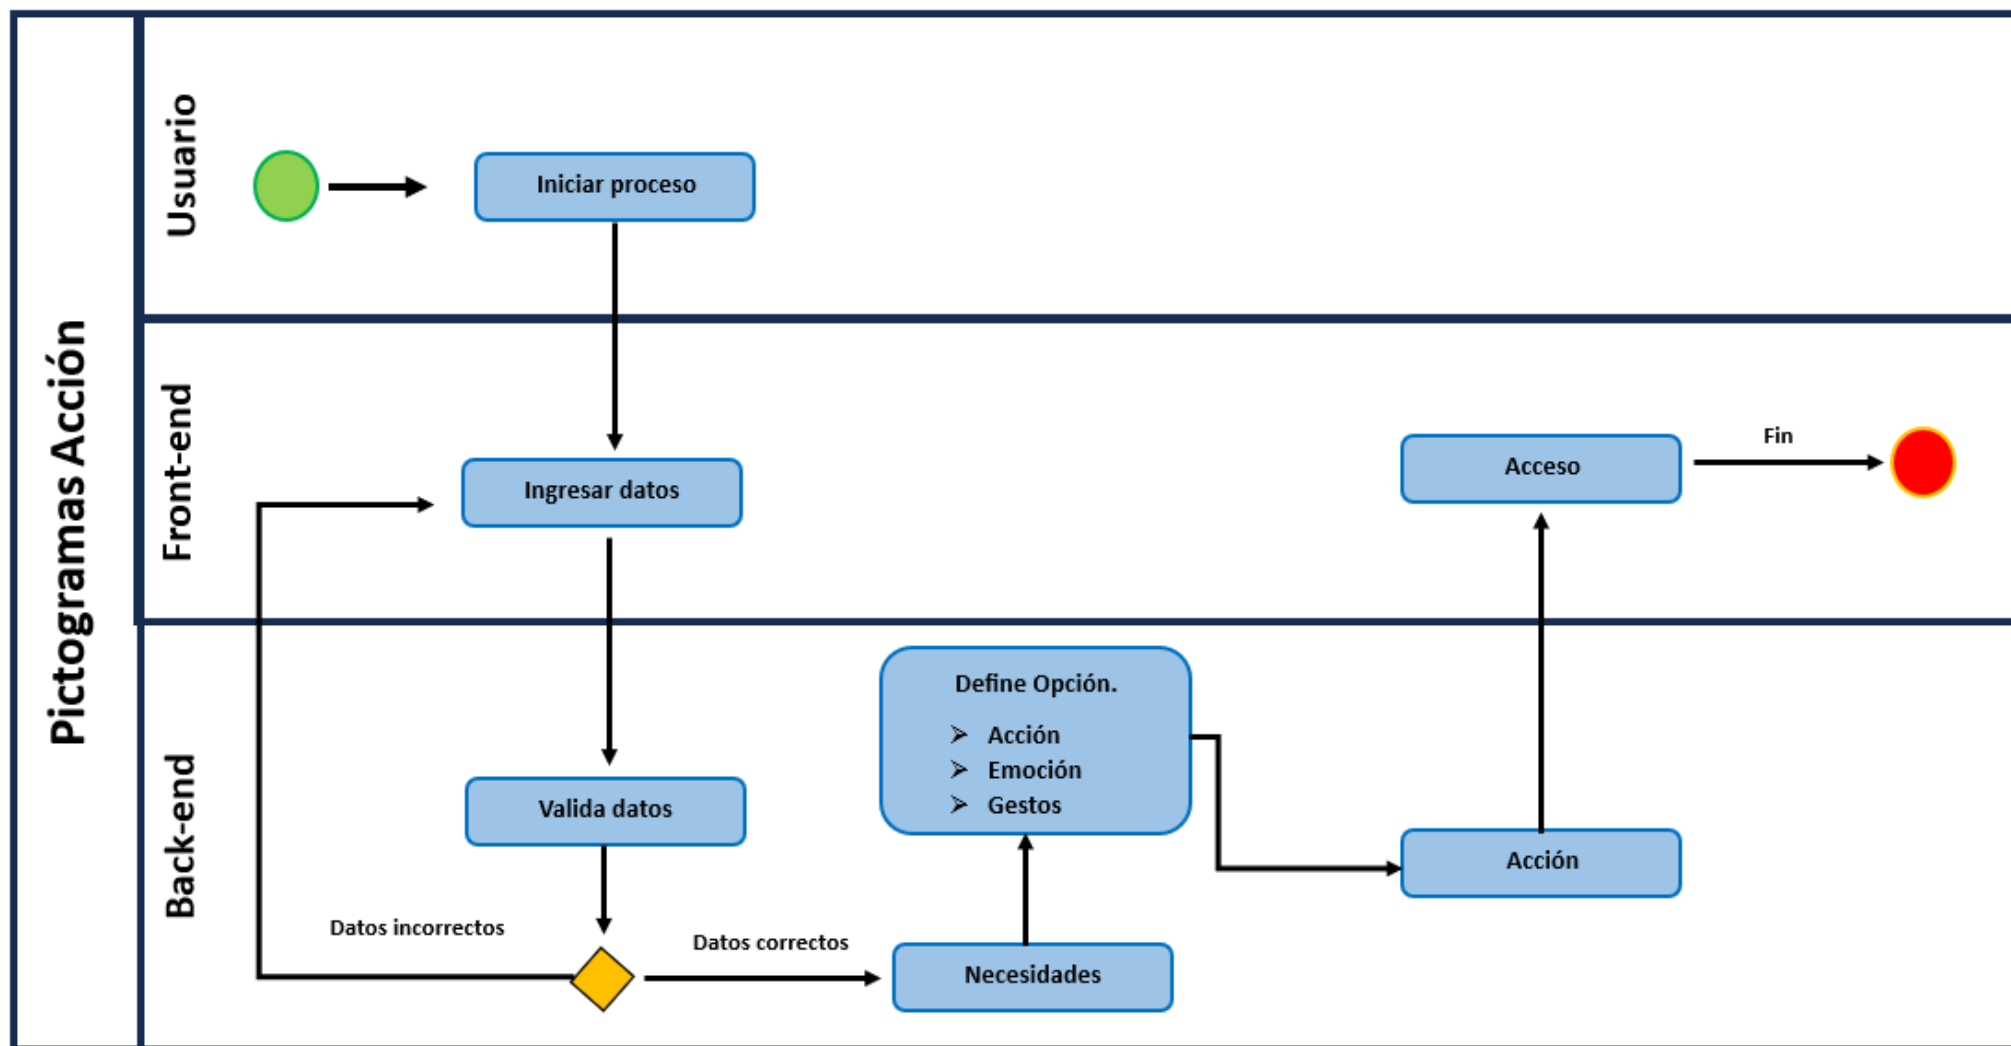 Pictogramas Acción
Usuario
Iniciar proceso
Front-end
Ingresar datos
Acceso
Fin
Back-end
Define Opción.
➢ Acción
➢ Emoción
➢ Gestos
Valida datos
Acción
Datos incorrectos
Datos correctos
Necesidades